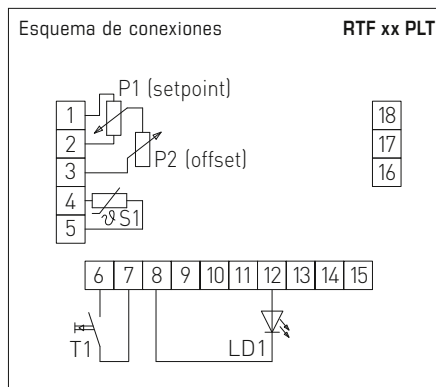 Esquema de conexiones RTF xx PLT
P1 (setpoint)
1 18
2 17
3 P2 (offset) 16
4
5 ϑ S1
6 7 8 9 10 11 12 13 14 15
T1 LD1